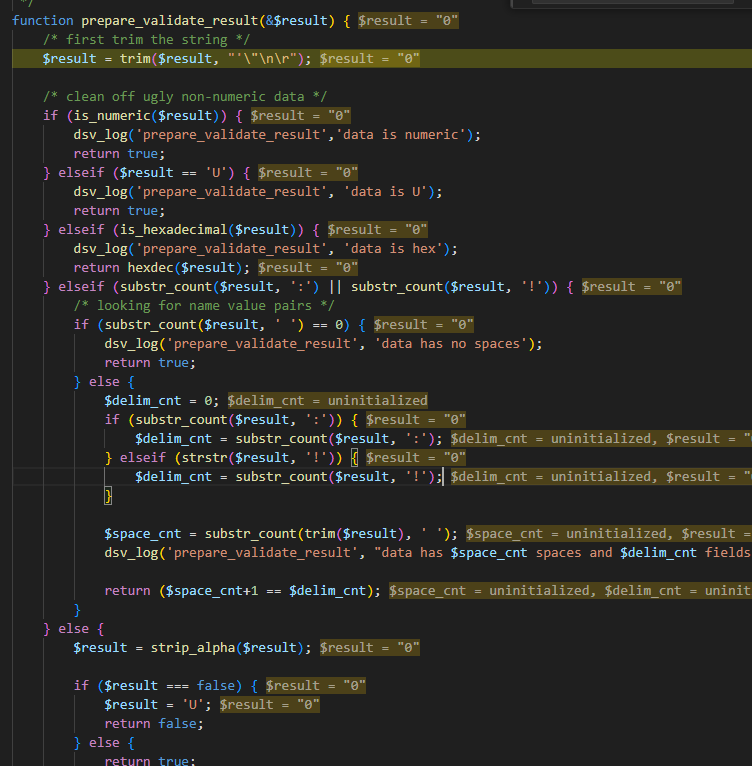 */
function prepare_validate_result(&$result) { $result = "0"
/* first trim the string */
$result = trim($result, "'\"\n\r"); $result = "0"
/* clean off ugly non-numeric data */
if (is_numeric($result)) { $result = "0"
dsv_log('prepare_validate_result','data is numeric');
return true;
} elseif ($result == 'U') { $result = "0"
dsv_log('prepare_validate_result', 'data is U');
return true;
} elseif (is_hexadecimal($result)) { $result = "0"
dsv_log('prepare_validate_result', 'data is hex');
return hexdec($result); $result = "0"
} elseif (substr_count($result, ':') || substr_count($result, '!')) { $result = "0"
/* looking for name value pairs */
if (substr_count($result, ' ') == 0) { $result = "0"
dsv_log('prepare_validate_result', 'data has no spaces');
return true;
} else {
$delim_cnt = 0; $delim_cnt = uninitialized
if (substr_count($result, ':')) { $result = "0"
$delim_cnt = substr_count($result, ':'); $delim_cnt = uninitialized, $result = "
} elseif (strstr($result, '!')) { $result = "0"
$delim_cnt = substr_count($result, '!'); $delim_cnt = uninitialized, $result = "
}
$space_cnt = substr_count(trim($result), ' '); $space_cnt = uninitialized, $result =
dsv_log('prepare_validate_result', "data has $space_cnt spaces and $delim_cnt fields
return ($space_cnt+1 == $delim_cnt); $space_cnt = uninitialized, $delim_cnt = uninit
}
} else {
$result = strip_alpha($result); $result = "0"
if ($result === false) { $result = "0"
$result = 'U'; $result = "0"
return false;
} else {
return true;